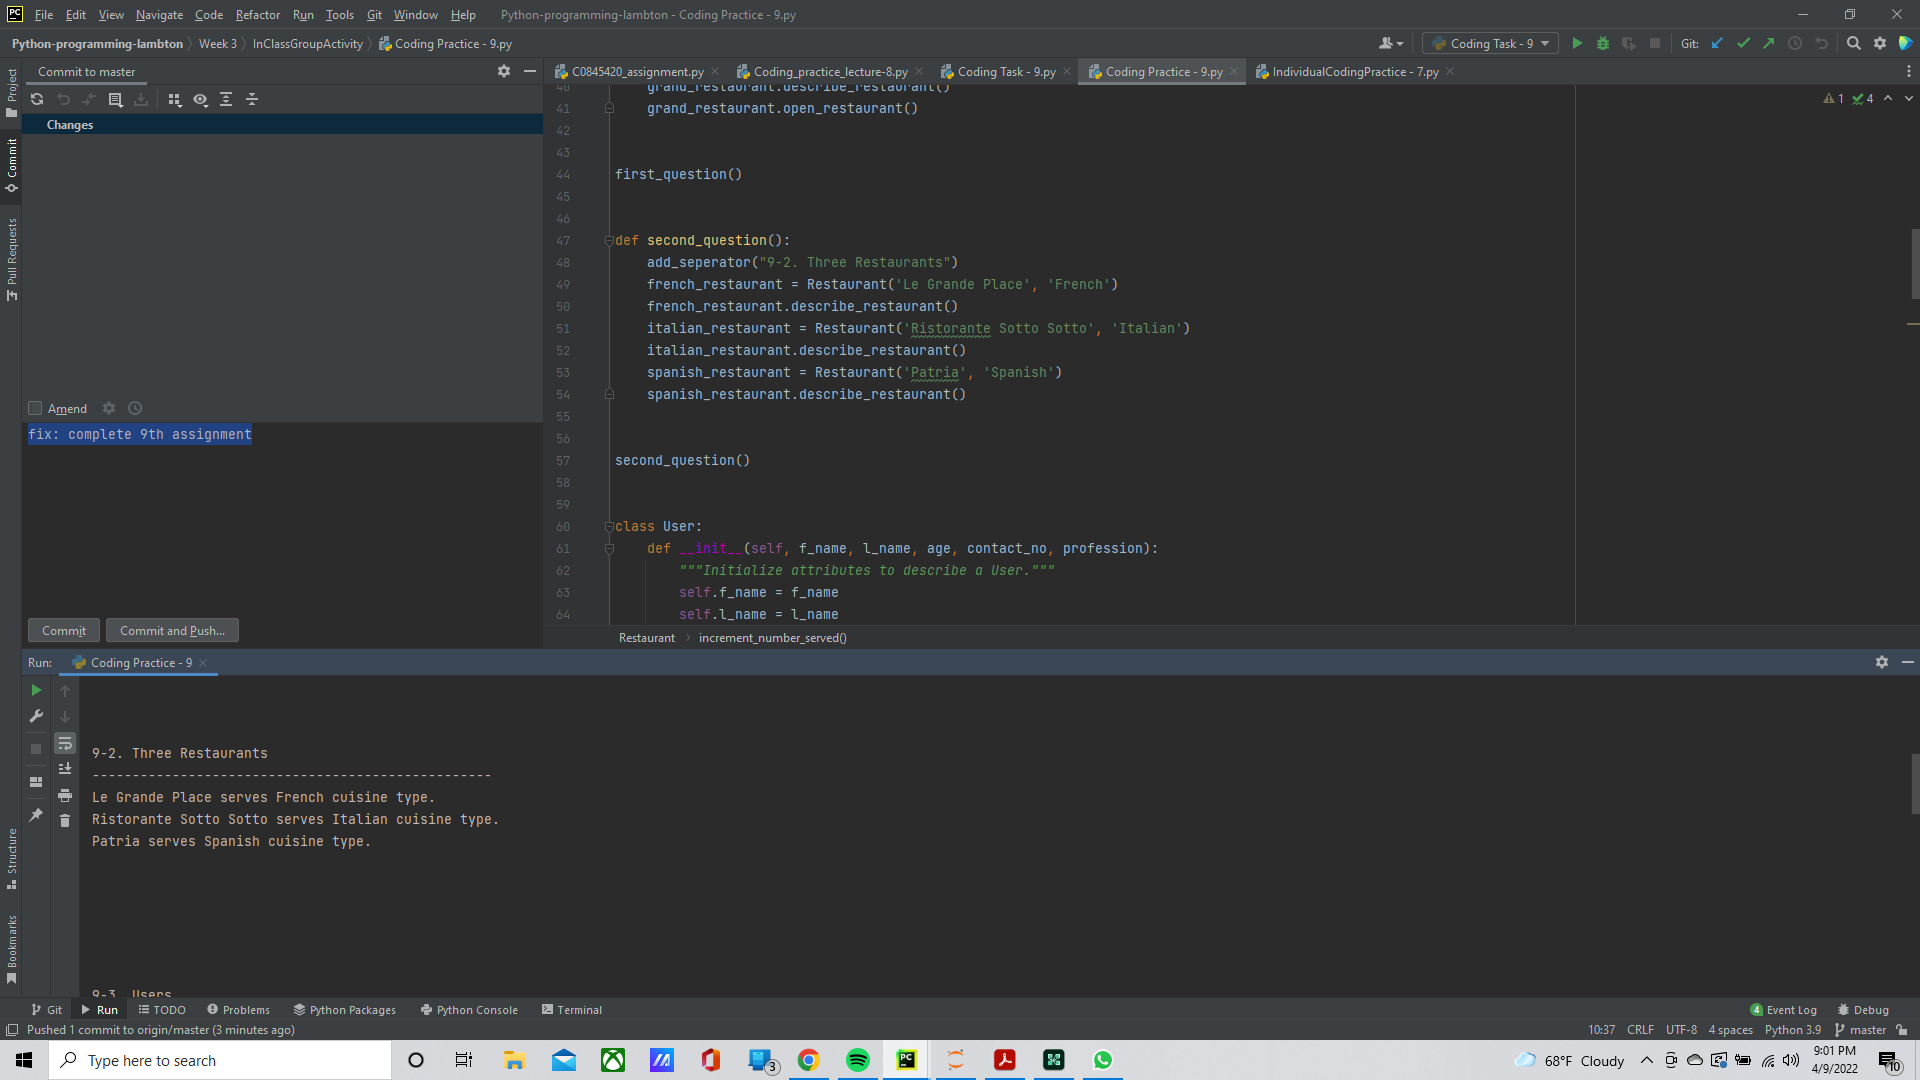 PC File Edit View Navigate Code Refactor Run Tools Git Window Help Python-programming-lambton - Coding Practice - 9.py
Python-programming-lambton Week 3 InClassGroupActivity Coding Practice - 9.py Coding Task - 9 Git:
Project
Commit
Pull Requests
Structure
Bookmarks
Commit to master
Changes
Amend
fix: complete 9th assignment
Commit Commit and Push...
C0845420_assignment.py Coding_practice_lecture-8.py Coding Task - 9.py Coding Practice - 9.py IndividualCodingPractice - 7.py
1 4
40 grand_restaurant.describe_restaurant()
41 grand_restaurant.open_restaurant()
42
43
44 first_question()
45
46
47 def second_question():
48 add_seperator("9-2. Three Restaurants")
49 french_restaurant = Restaurant('Le Grande Place', 'French')
50 french_restaurant.describe_restaurant()
51 italian_restaurant = Restaurant('Ristorante Sotto Sotto', 'Italian')
52 italian_restaurant.describe_restaurant()
53 spanish_restaurant = Restaurant('Patria', 'Spanish')
54 spanish_restaurant.describe_restaurant()
55
56
57 second_question()
58
59
60 class User:
61 def __init__(self, f_name, l_name, age, contact_no, profession):
62 """Initialize attributes to describe a User."""
63 self.f_name = f_name
64 self.l_name = l_name
Restaurant increment_number_served()
Run: Coding Practice - 9
9-2. Three Restaurants
--------------------------------------------------
Le Grande Place serves French cuisine type.
Ristorante Sotto Sotto serves Italian cuisine type.
Patria serves Spanish cuisine type.
9-3. Users
Git Run TODO Problems Python Packages Python Console Terminal 4 Event Log Debug
Pushed 1 commit to origin/master (3 minutes ago) 10:37 CRLF UTF-8 4 spaces Python 3.9 master
Type here to search 3 PC 68°F Cloudy 9:01 PM
4/9/2022 10